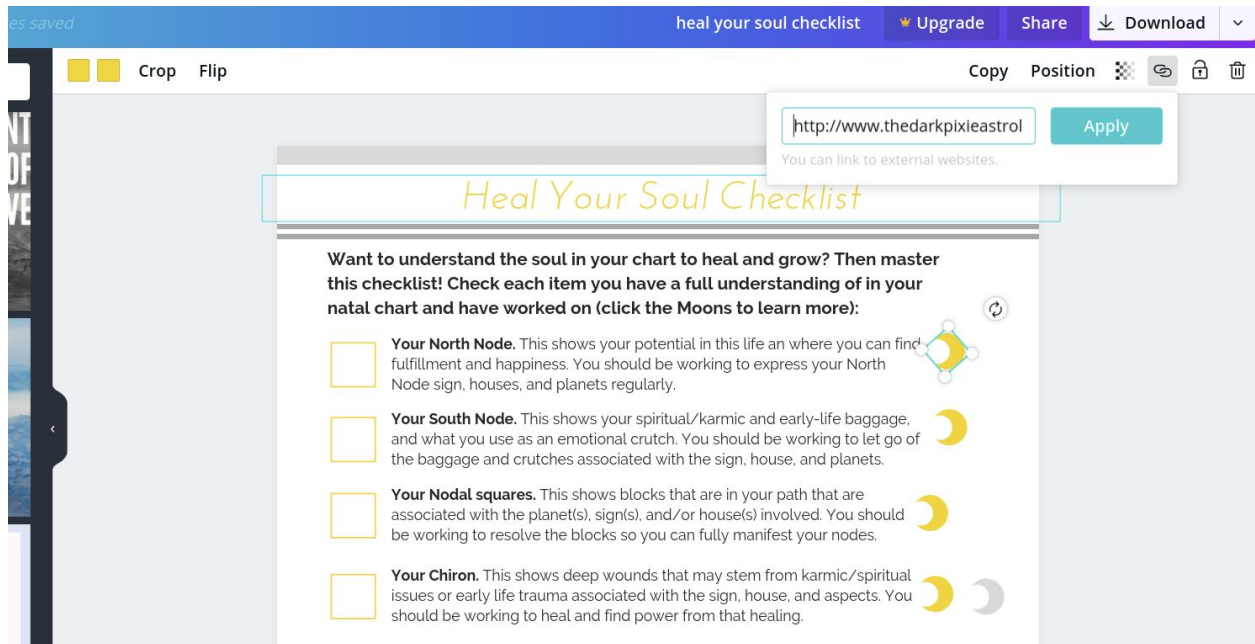 es saved
heal your soul checklist
Upgrade
Share
Download
Crop
Flip
Copy
Position
http://www.thedarkpixieastrol
Apply
You can link to external websites.
Heal Your Soul Checklist
Want to understand the soul in your chart to heal and grow? Then master
this checklist! Check each item you have a full understanding of in your
natal chart and have worked on (click the Moons to learn more):
Your North Node. This shows your potential in this life an where you can find
fulfillment and happiness. You should be working to express your North
Node sign, houses, and planets regularly.
Your South Node. This shows your spiritual/karmic and early-life baggage,
and what you use as an emotional crutch. You should be working to let go of
the baggage and crutches associated with the sign, house, and planets.
Your Nodal squares. This shows blocks that are in your path that are
associated with the planet(s), sign(s), and/or house(s) involved. You should
be working to resolve the blocks so you can fully manifest your nodes.
Your Chiron. This shows deep wounds that may stem from karmic/spiritual
issues or early life trauma associated with the sign, house, and aspects. You
should be working to heal and find power from that healing.